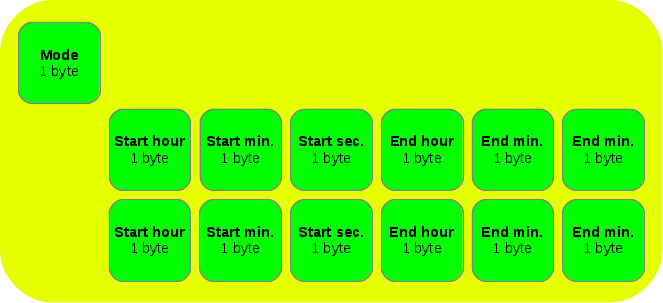 Mode
1 byte
Start hour Start min. Start sec. End hour End min. End min.
1 byte 1 byte 1 byte 1 byte 1 byte 1 byte
Start hour Start min. Start sec. End hour End min. End min.
1 byte 1 byte 1 byte 1 byte 1 byte 1 byte